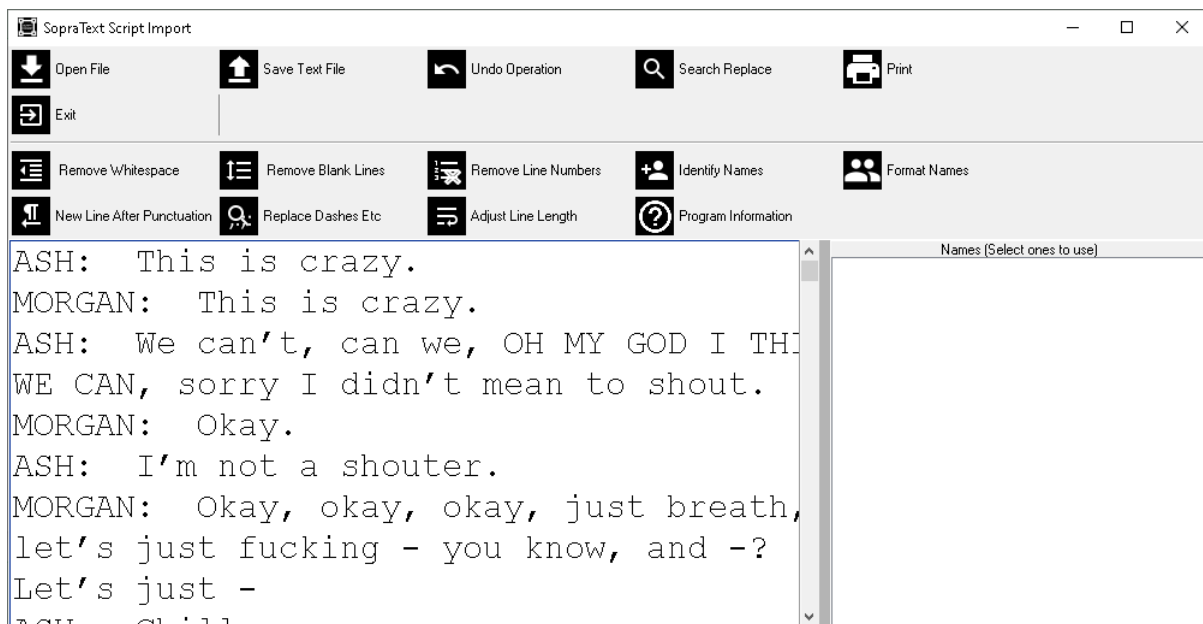 SopraText Script Import
Open File
Save Text File
Undo Operation
Search Replace
Print
Exit
Remove Whitespace
Remove Blank Lines
Remove Line Numbers
Identify Names
Format Names
New Line After Punctuation
Replace Dashes Etc
Adjust Line Length
Program Information
Names (Select ones to use)
ASH:  This is crazy.
MORGAN:  This is crazy.
ASH:  We can't, can we, OH MY GOD I
WE CAN, sorry I didn't mean to shout.
MORGAN:  Okay.
ASH:  I'm not a shouter.
MORGAN:  Okay, okay, okay, just breath,
let's just fucking - you know, and -?
Let's just -